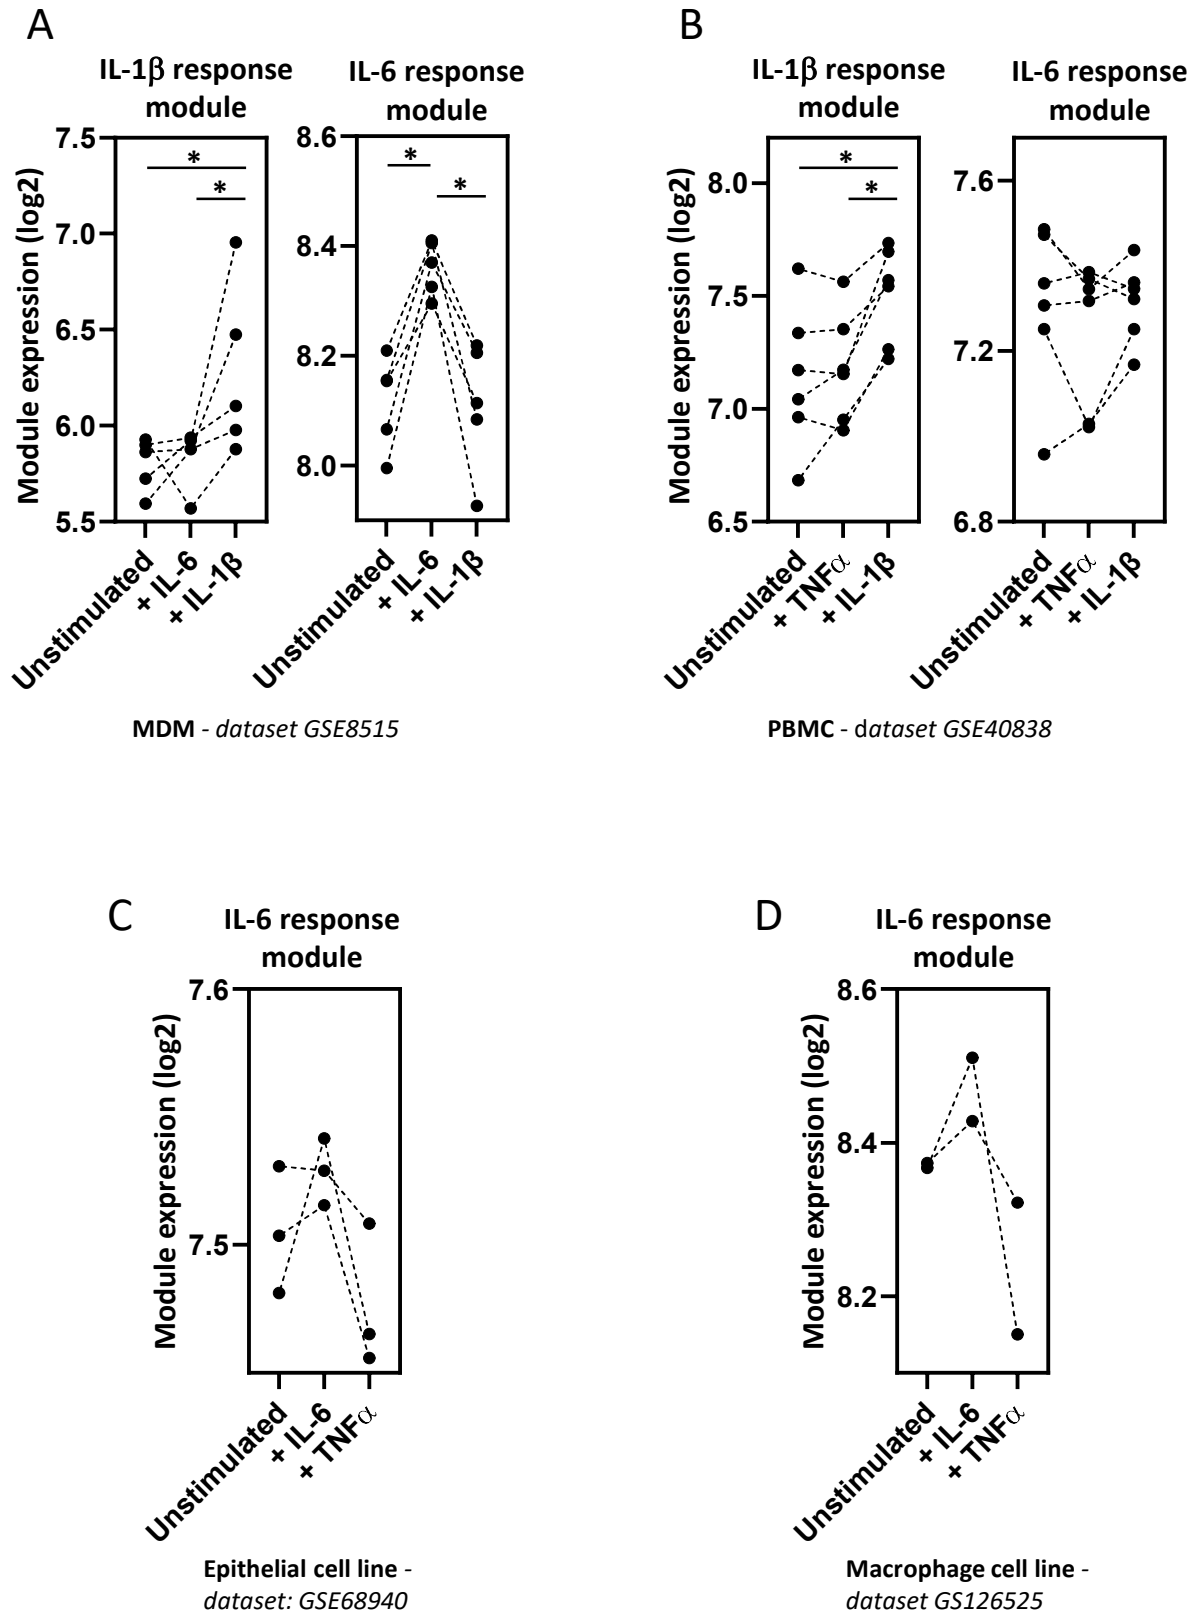 A
IL-1β response
module
IL-6 response
module
Module expression (log2)
7.5
7.0
6.5
6.0
5.5
*
*
8.6
8.4
8.2
8.0
*
*
Unstimulated
+ IL-6
+ IL-1β
Unstimulated
+ IL-6
+ IL-1β
MDM - dataset GSE8515
B
IL-1β response
module
IL-6 response
module
Module expression (log2)
8.0
7.5
7.0
6.5
*
*
7.6
7.2
6.8
Unstimulated
+ TNFα
+ IL-1β
Unstimulated
+ TNFα
+ IL-1β
PBMC - dataset GSE40838
C
IL-6 response
module
Module expression (log2)
7.6
7.5
Unstimulated
+ IL-6
+ TNFα
Epithelial cell line -
dataset: GSE68940
D
IL-6 response
module
Module expression (log2)
8.6
8.4
8.2
Unstimulated
+ IL-6
+ TNFα
Macrophage cell line -
dataset GS126525